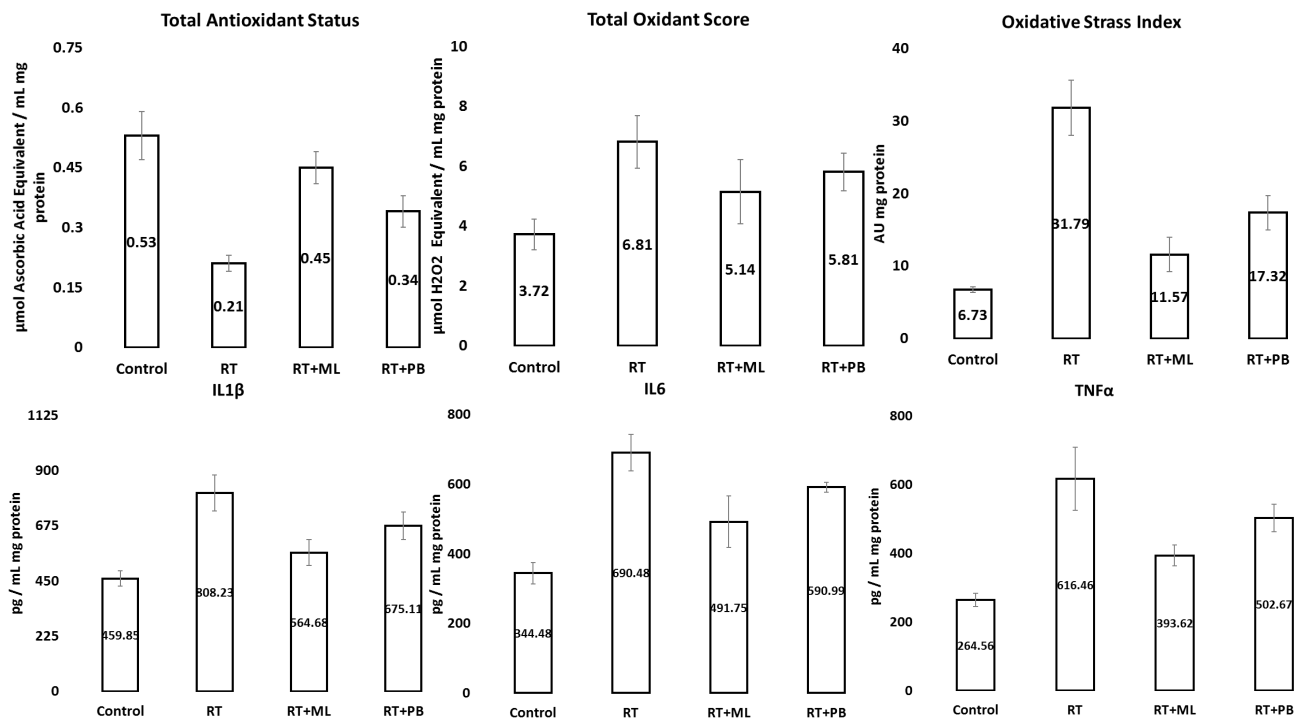 Total Antioxidant Status
µmol Ascorbic Acid Equivalent / mL mg
protein
0.75
0.6
0.45
0.3
0.15
0
0.53
0.21
0.45
0.34
Control
RT
RT+ML
RT+PB
Total Oxidant Score
µmol H2O2 Equivalent / mL mg protein
10
8
6
4
2
0
3.72
6.81
5.14
5.81
Control
RT
RT+ML
RT+PB
Oxidative Strass Index
AU mg protein
40
30
20
10
0
6.73
31.79
11.57
17.32
Control
RT
RT+ML
RT+PB
IL1β
pg / mL mg protein
1125
900
675
450
225
0
459.85
808.23
564.68
675.11
Control
RT
RT+ML
RT+PB
IL6
pg / mL mg protein
800
600
400
200
0
344.48
690.48
491.75
590.99
Control
RT
RT+ML
RT+PB
TNFα
pg / mL mg protein
800
600
400
200
0
264.56
616.46
393.62
502.67
Control
RT
RT+ML
RT+PB